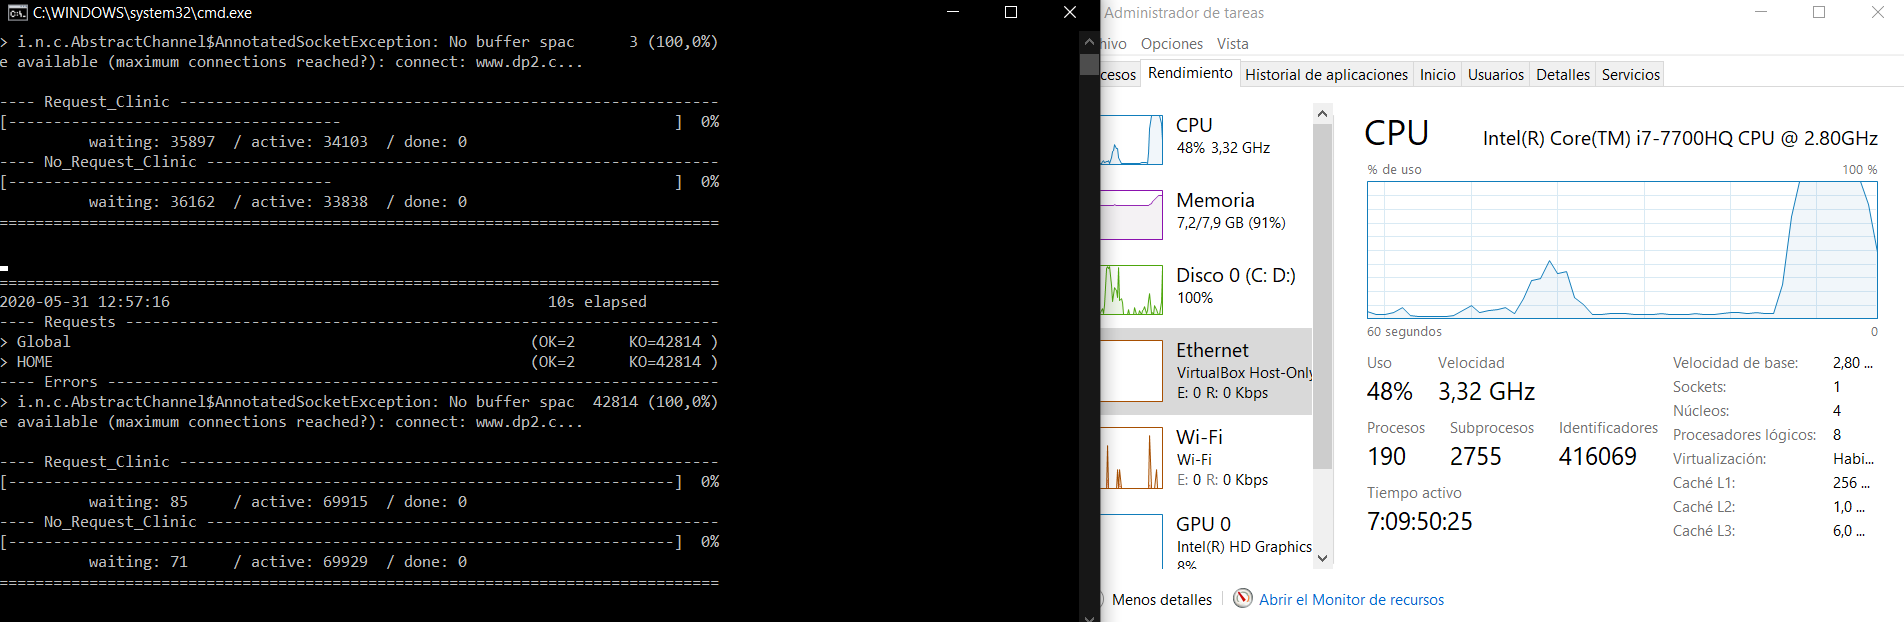 C:\WINDOWS\system32\cmd.exe
> i.n.c.AbstractChannel$AnnotatedSocketException: No buffer spac      3 (100,0%)
e available (maximum connections reached?): connect: www.dp2.c...
---- Request_Clinic ------------------------------------------------------------
[-------------------------------------                                     ]  0%
          waiting: 35897  / active: 34103  / done: 0
---- No_Request_Clinic ---------------------------------------------------------
[------------------------------------                                      ]  0%
          waiting: 36162  / active: 33838  / done: 0
================================================================================
================================================================================
2020-05-31 12:57:16                                          10s elapsed
---- Requests ------------------------------------------------------------------
> Global                                                   (OK=2      KO=42814 )
> HOME                                                     (OK=2      KO=42814 )
---- Errors --------------------------------------------------------------------
> i.n.c.AbstractChannel$AnnotatedSocketException: No buffer spac  42814 (100,0%)
e available (maximum connections reached?): connect: www.dp2.c...
---- Request_Clinic ------------------------------------------------------------
[--------------------------------------------------------------------------]  0%
          waiting: 85     / active: 69915  / done: 0
---- No_Request_Clinic ---------------------------------------------------------
[--------------------------------------------------------------------------]  0%
          waiting: 71     / active: 69929  / done: 0
================================================================================
Administrador de tareas
hivo Opciones Vista
cesos Rendimiento Historial de aplicaciones Inicio Usuarios Detalles Servicios
CPU
48% 3,32 GHz
Memoria
7,2/7,9 GB (91%)
Disco 0 (C: D:)
100%
Ethernet
VirtualBox Host-Only
E: 0 R: 0 Kbps
Wi-Fi
Wi-Fi
E: 0 R: 0 Kbps
GPU 0
Intel(R) HD Graphics
8%
CPU Intel(R) Core(TM) i7-7700HQ CPU @ 2.80GHz
% de uso 100 %
60 segundos 0
Uso Velocidad
48% 3,32 GHz
Procesos Subprocesos Identificadores
190 2755 416069
Tiempo activo
7:09:50:25
Velocidad de base: 2,80 ...
Sockets: 1
Núcleos: 4
Procesadores lógicos: 8
Virtualización: Habi...
Caché L1: 256 ...
Caché L2: 1,0 ...
Caché L3: 6,0 ...
Menos detalles Abrir el Monitor de recursos